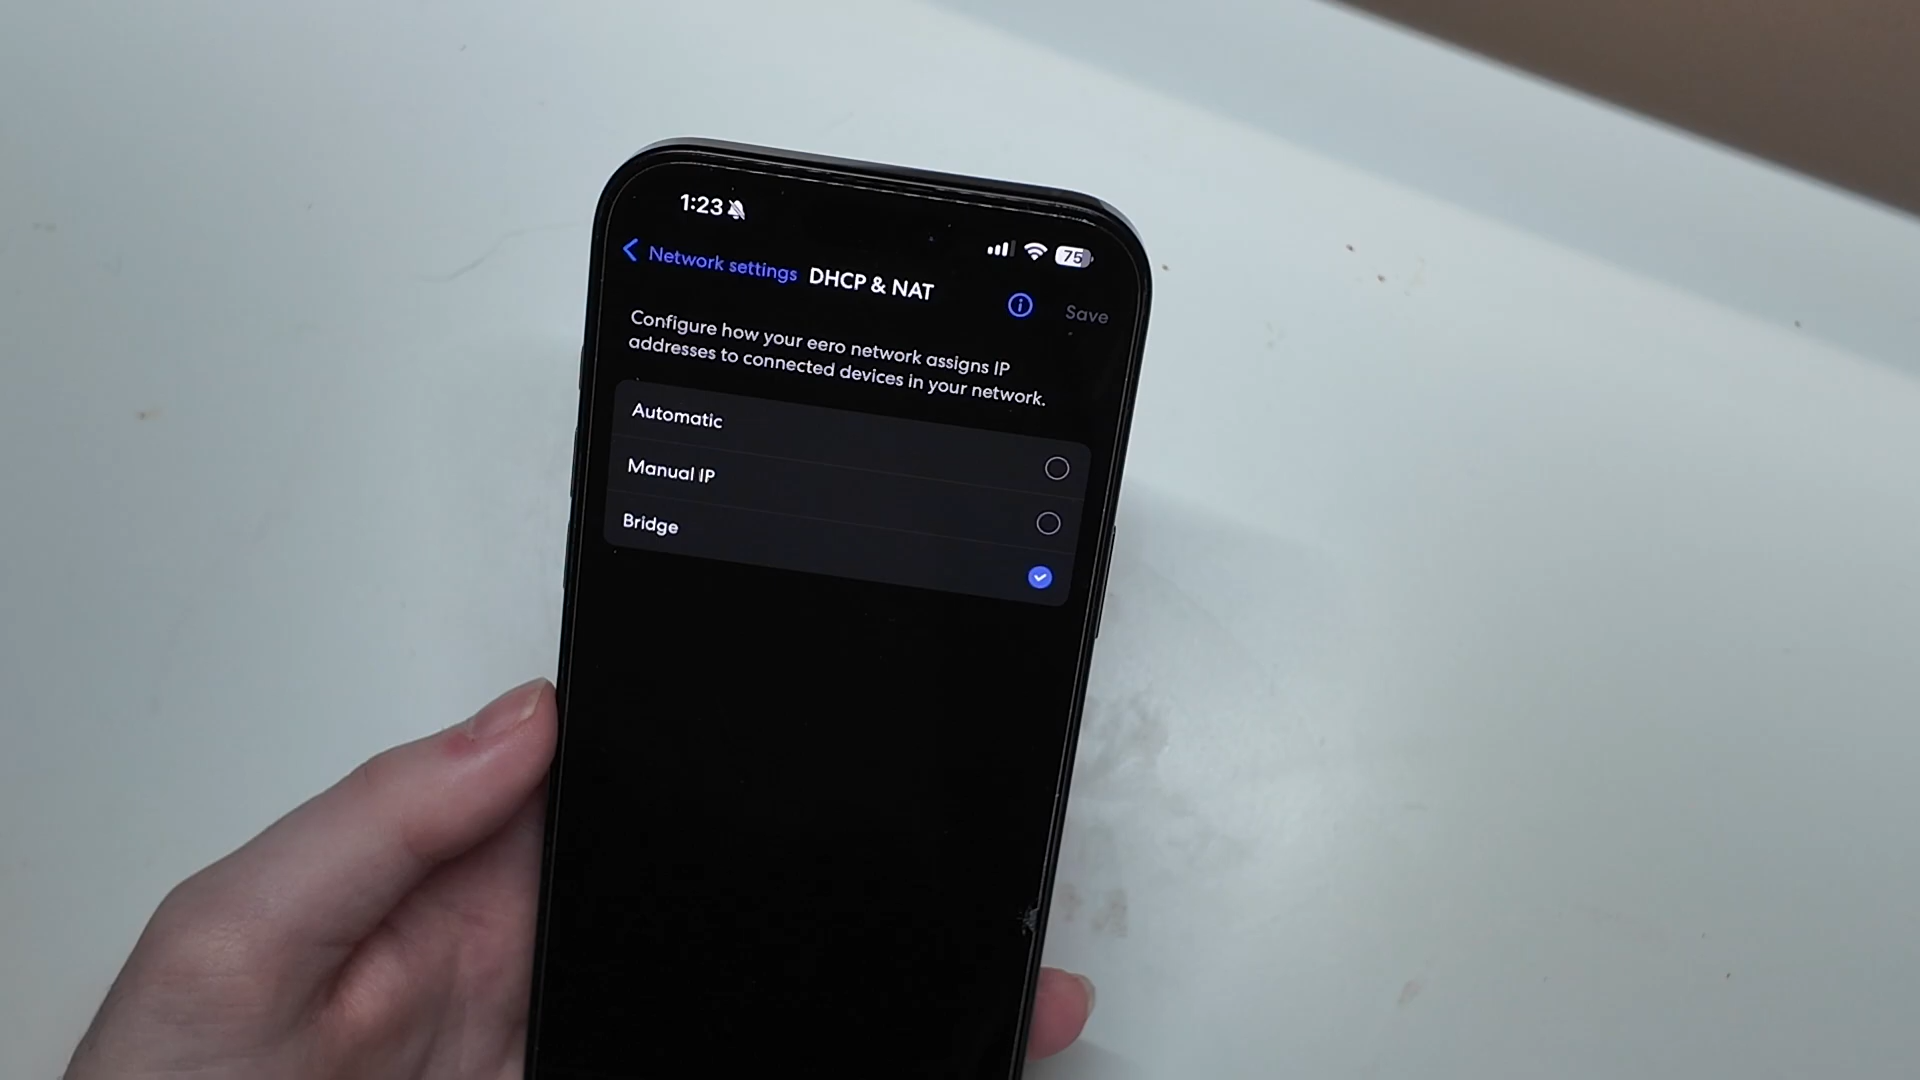 1:23
75
Network settings DHCP & NAT Save
Configure how your eero network assigns IP
addresses to connected devices in your network.
Automatic
Manual IP
Bridge